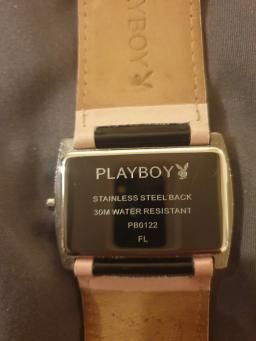 PLAYBOY
PLAYBOY
STAINLESS STEEL BACK
30M WATER RESISTANT
PB0122
FL